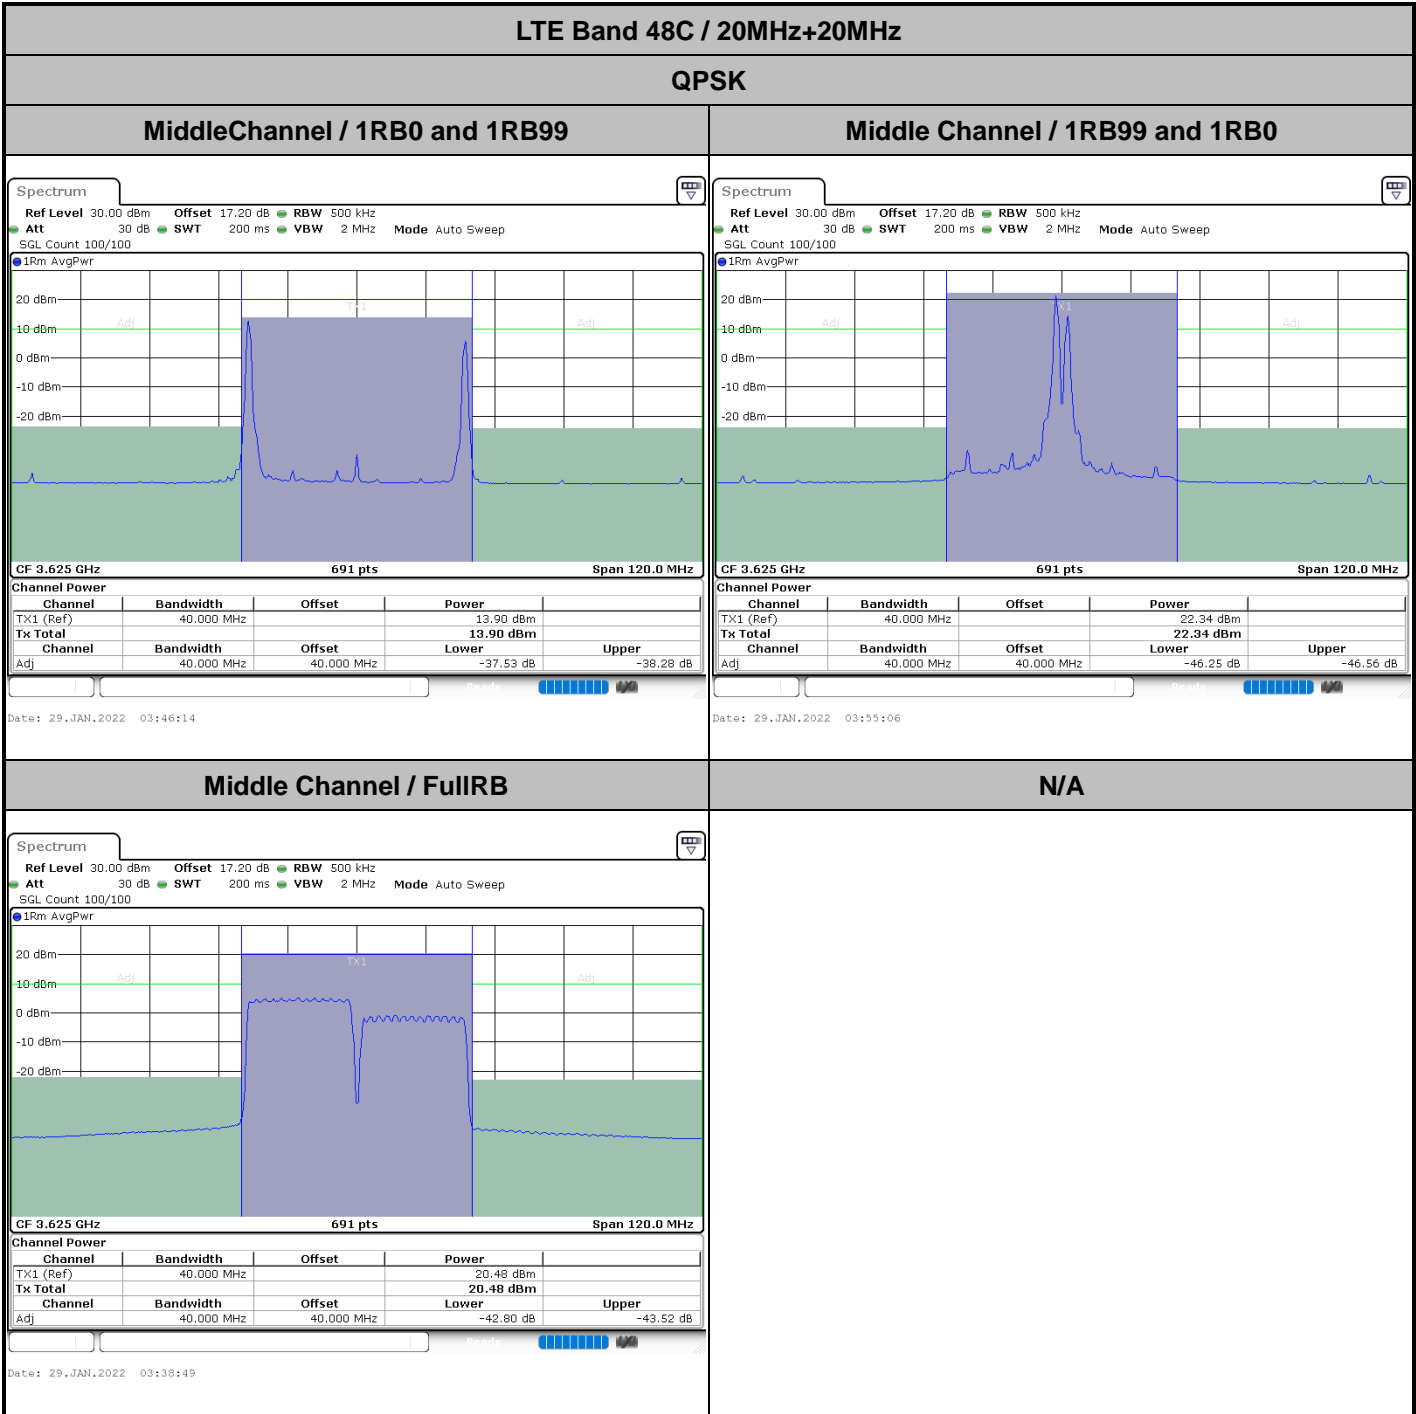 LTE Band 48C / 20MHz+20MHz
QPSK
MiddleChannel / 1RB0 and 1RB99
Middle Channel / 1RB99 and 1RB0
Spectrum
Ref Level 30.00 dBm Offset 17.20 dB RBW 500 kHz
Att 30 dB SWT 200 ms VBW 2 MHz Mode Auto Sweep
SGL Count 100/100
1Rm AvgPwr
TX1
20 dBm
Adj Adj
10 dBm
0 dBm
-10 dBm
-20 dBm
CF 3.625 GHz 691 pts Span 120.0 MHz
Channel Power
Channel Bandwidth Offset Power
TX1 (Ref) 40.000 MHz 13.90 dBm
Tx Total 13.90 dBm
Channel Bandwidth Offset Lower Upper
Adj 40.000 MHz 40.000 MHz -37.53 dB -38.28 dB
Ready
Date: 29.JAN.2022 03:46:14
Spectrum
Ref Level 30.00 dBm Offset 17.20 dB RBW 500 kHz
Att 30 dB SWT 200 ms VBW 2 MHz Mode Auto Sweep
SGL Count 100/100
1Rm AvgPwr
TX1
20 dBm
Adj Adj
10 dBm
0 dBm
-10 dBm
-20 dBm
CF 3.625 GHz 691 pts Span 120.0 MHz
Channel Power
Channel Bandwidth Offset Power
TX1 (Ref) 40.000 MHz 22.34 dBm
Tx Total 22.34 dBm
Channel Bandwidth Offset Lower Upper
Adj 40.000 MHz 40.000 MHz -46.25 dB -46.56 dB
Ready
Date: 29.JAN.2022 03:55:06
Middle Channel / FullRB
N/A
Spectrum
Ref Level 30.00 dBm Offset 17.20 dB RBW 500 kHz
Att 30 dB SWT 200 ms VBW 2 MHz Mode Auto Sweep
SGL Count 100/100
1Rm AvgPwr
20 dBm
TX1
Adj Adj
10 dBm
0 dBm
-10 dBm
-20 dBm
CF 3.625 GHz 691 pts Span 120.0 MHz
Channel Power
Channel Bandwidth Offset Power
TX1 (Ref) 40.000 MHz 20.48 dBm
Tx Total 20.48 dBm
Channel Bandwidth Offset Lower Upper
Adj 40.000 MHz 40.000 MHz -42.80 dB -43.52 dB
Ready
Date: 29.JAN.2022 03:38:49